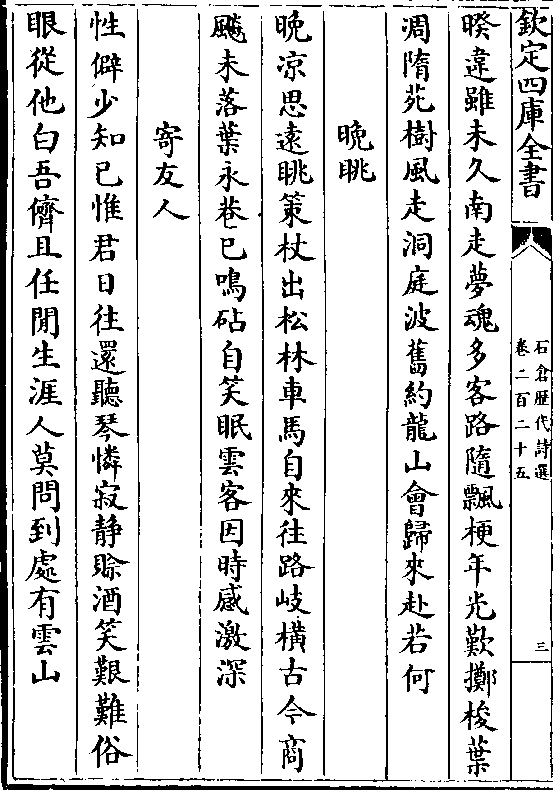 欽定四庫全書
石倉歷代詩選
卷二百二十五
三
暌違雖未久南走夢魂多客路隨飄梗年光歎擲梭葉
凋隋苑樹風走洞庭波舊約龍山會歸來赴若何
晩眺
晩凉思遠眺策杖出松林車馬自來往路岐橫古今商
飈未落葉永巷已鳴砧自笑眠雲客因時感激深
寄友人
性僻少知已惟君日往還聽琴憐寂静賒酒笑艱難俗
眼從他白吾儕且任閒生涯人莫問到處有雲山